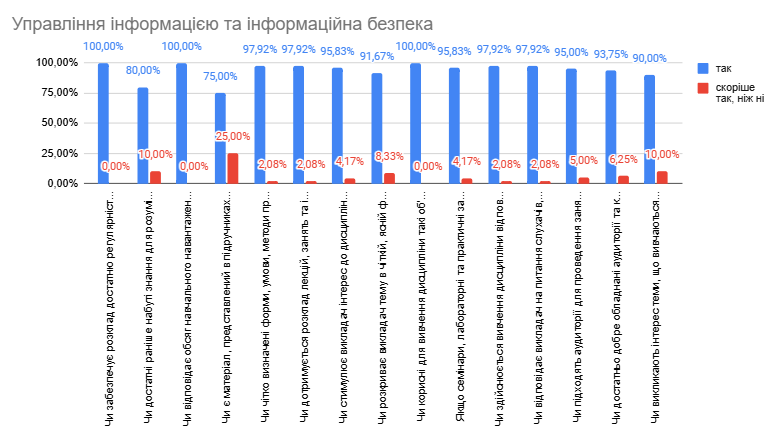 Управління інформацією та інформаційна безпека
100,00% 80,00% 100,00% 75,00% 97,92% 97,92% 95,83% 91,67% 100,00% 95,83% 97,92% 97,92% 95,00% 93,75% 90,00%
100,00%
75,00%
50,00%
25,00%
0,00%
0,00% 10,00% 0,00% 25,00% 2,08% 2,08% 4,17% 8,33% 0,00% 4,17% 2,08% 2,08% 5,00% 6,25% 10,00%
так
скоріше
так, ніж ні
Чи забезпечує розклад достатню регулярніст...
Чи достатні раніше набуті знання для розумі...
Чи відповідає обсяг навчального навантажен...
Чи є матеріал, представлений в підручниках...
Чи чітко визначені форми, умови, методи пр...
Чи дотримується розклад лекцій, занять та і...
Чи стимулює викладач інтерес до дисциплін...
Чи розкриває викладач тему в чіткій, ясній ф...
Чи корисні для вивчення дисципліни такі об'...
Якщо семінари, лабораторні та практичні за...
Чи здійснюється вивчення дисципліни відпов...
Чи відповідає викладач на питання слухачів...
Чи підходять аудиторії для проведення заня...
Чи достатньо добре обладнані аудиторії та к...
Чи викликають інтерес теми, що вивчаються...